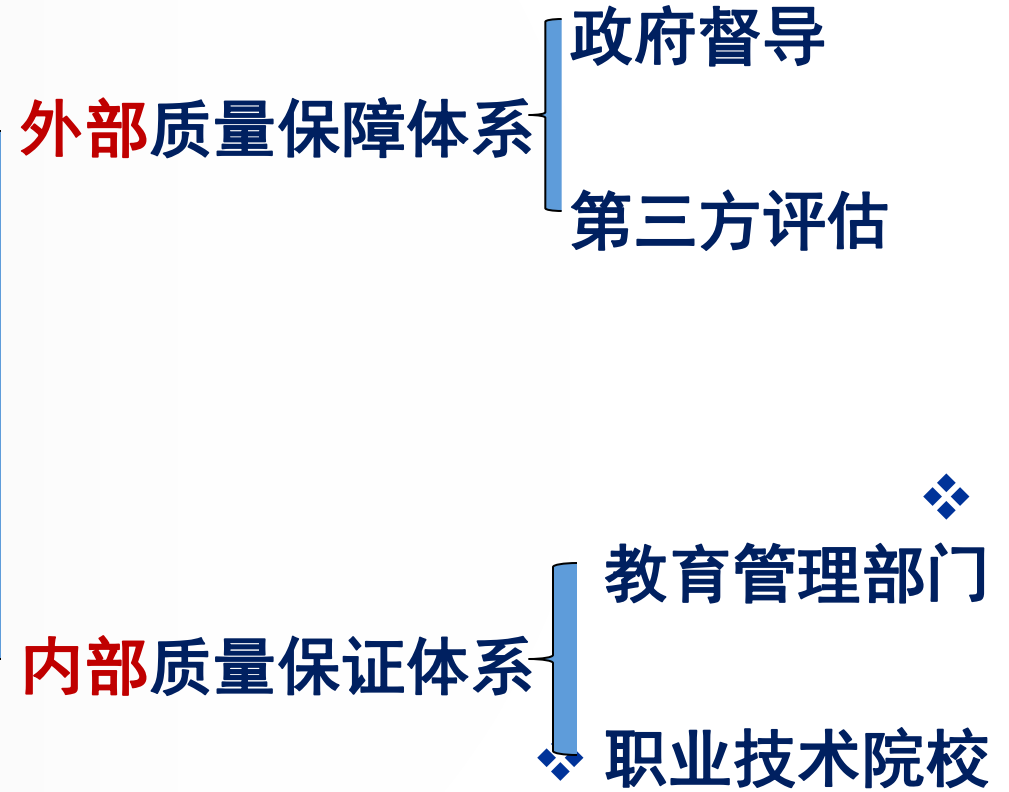 政府督导
外部质量保障体系
第三方评估
教育管理部门
内部质量保证体系
职业技术院校